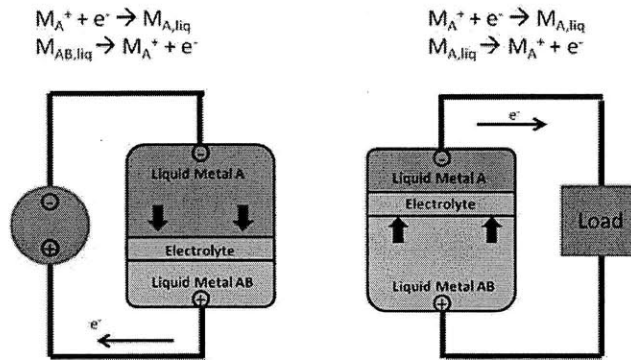 M_A^+ + e^- → M_A,liq
M_AB,liq → M_A^+ + e^-
Liquid Metal A
Electrolyte
Liquid Metal AB
e^-
M_A^+ + e^- → M_A,liq
M_A,liq → M_A^+ + e^-
e^-
Liquid Metal A
Electrolyte
Load
Liquid Metal AB